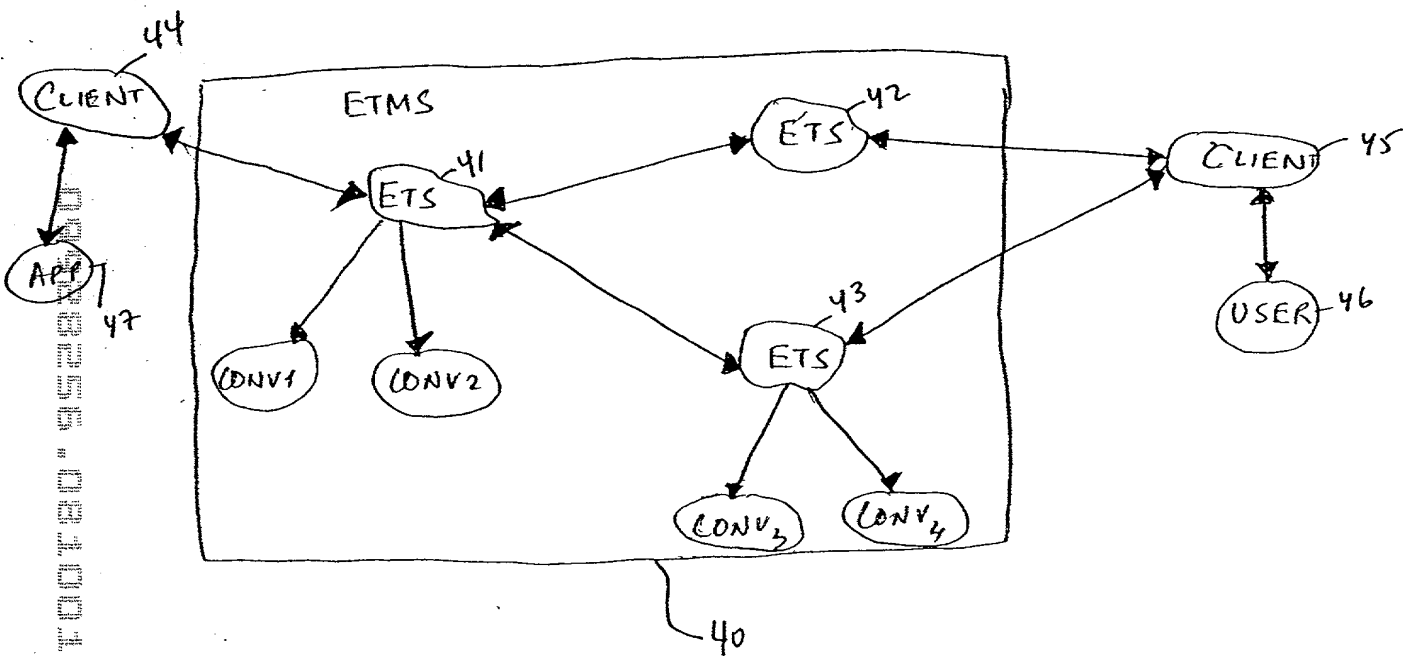 44
CLIENT
ETMS
42
ETS
45
CLIENT
41
ETS
APP
47
43
ETS
USER
46
CONV1
CONV2
CONV3
CONV4
40